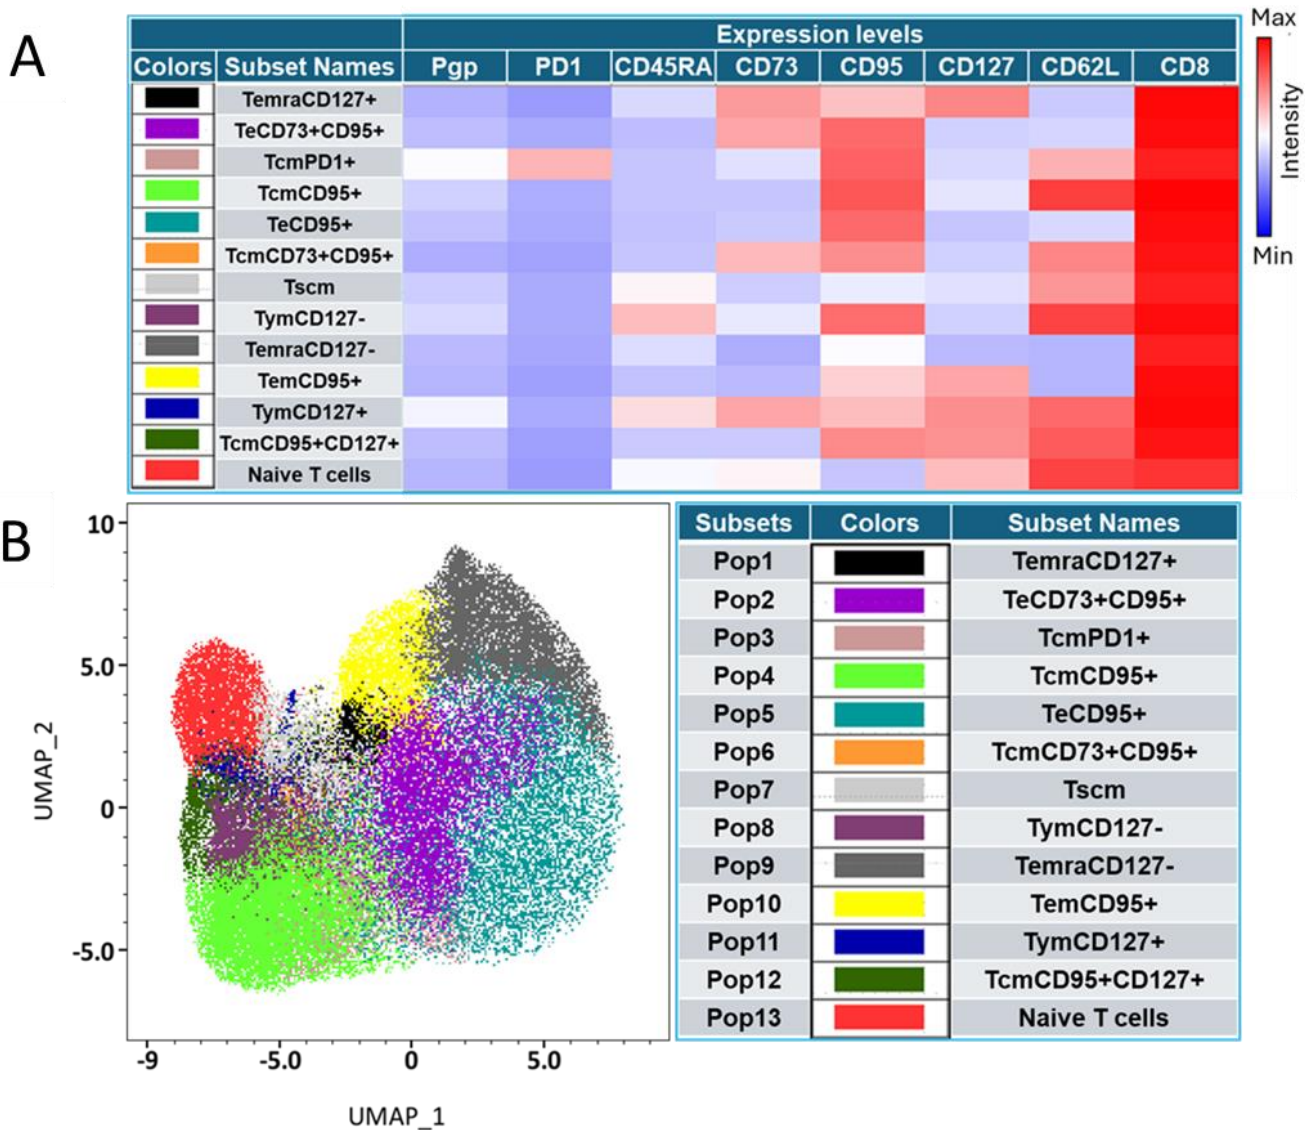 A
Expression levels
Colors Subset Names Pgp PD1 CD45RA CD73 CD95 CD127 CD62L CD8
TemraCD127+
TeCD73+CD95+
TcmPD1+
TcmCD95+
TeCD95+
TcmCD73+CD95+
Tscm
TymCD127-
TemraCD127-
TemCD95+
TymCD127+
TcmCD95+CD127+
Naive T cells
Max
Intensity
Min
B
10
5.0
0
-5.0
UMAP_2
-9 -5.0 0 5.0
UMAP_1
Subsets Colors Subset Names
Pop1 TemraCD127+
Pop2 TeCD73+CD95+
Pop3 TcmPD1+
Pop4 TcmCD95+
Pop5 TeCD95+
Pop6 TcmCD73+CD95+
Pop7 Tscm
Pop8 TymCD127-
Pop9 TemraCD127-
Pop10 TemCD95+
Pop11 TymCD127+
Pop12 TcmCD95+CD127+
Pop13 Naive T cells